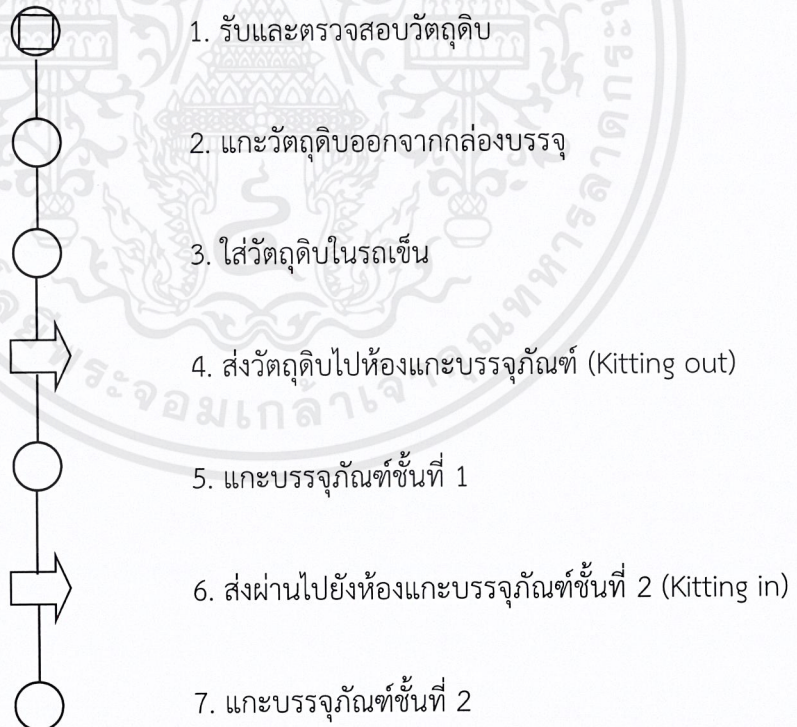 1. รับและตรวจสอบวัตถุดิบ
2. แกะวัตถุดิบออกจากกล่องบรรจุ
3. ใส่วัตถุดิบในรถเข็น
4. ส่งวัตถุดิบไปห้องแกะบรรจุภัณฑ์ (Kitting out)
5. แกะบรรจุภัณฑ์ชั้นที่ 1
6. ส่งผ่านไปยังห้องแกะบรรจุภัณฑ์ชั้นที่ 2 (Kitting in)
7. แกะบรรจุภัณฑ์ชั้นที่ 2